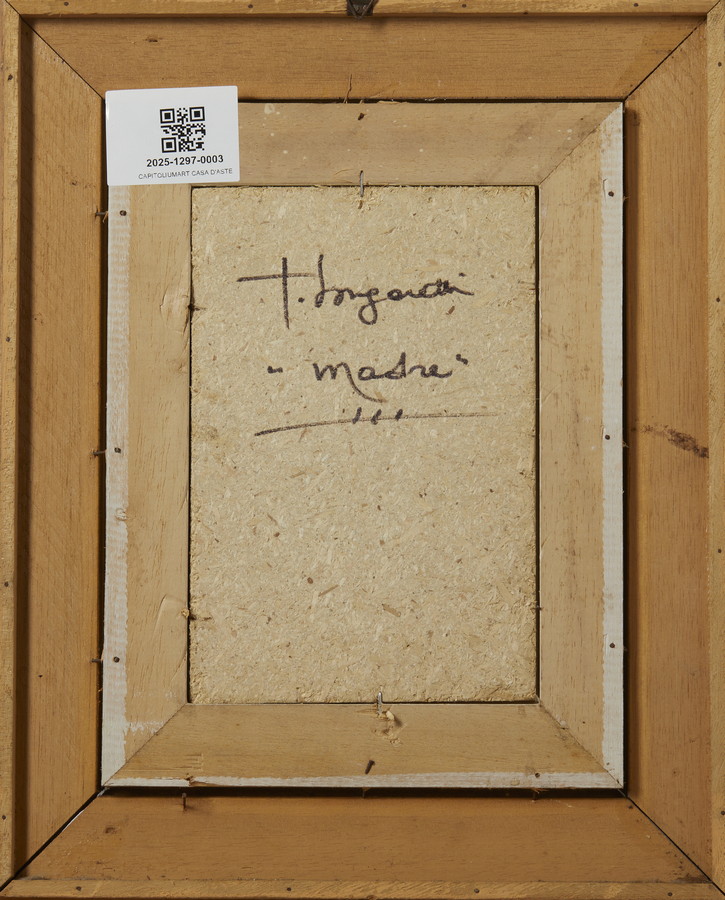 2025-1297-0003
CAPITOLIUMART CASA D'ASTE
T. Longaretti
"Madre"